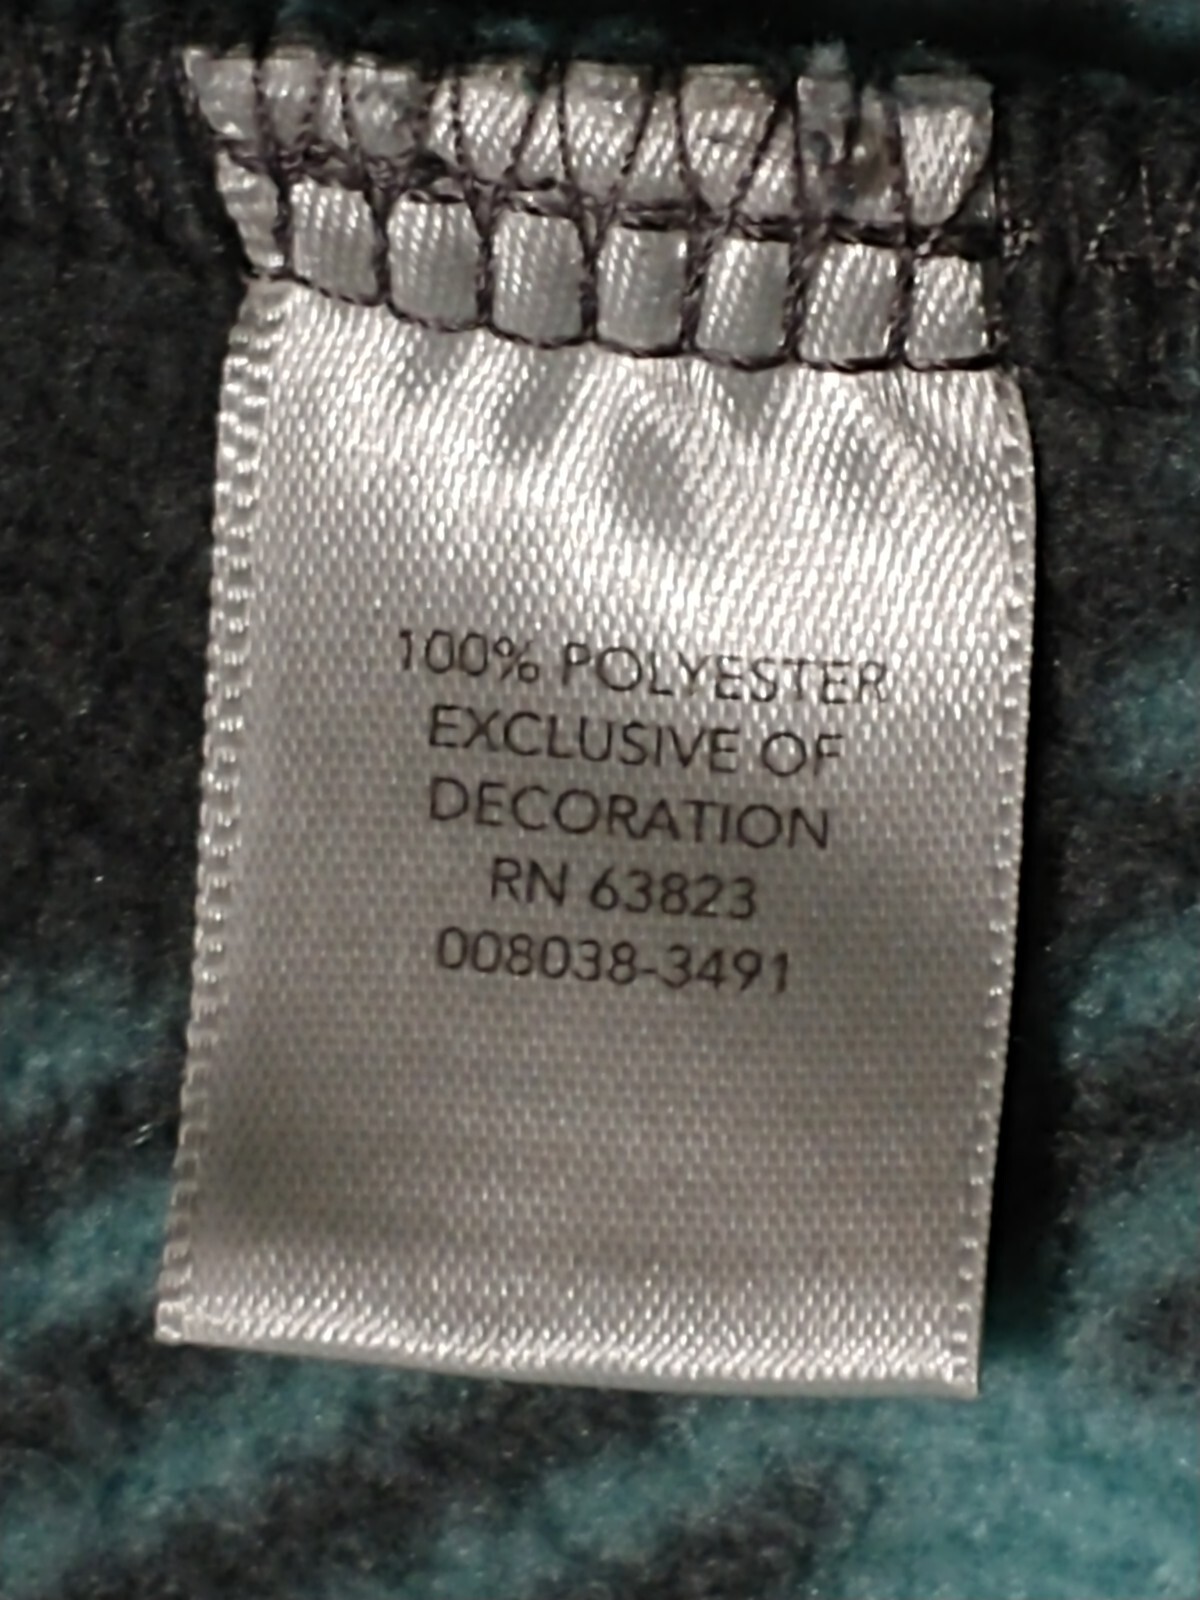 100% POLYESTER
EXCLUSIVE OF
DECORATION
RN 63823
008038-3491